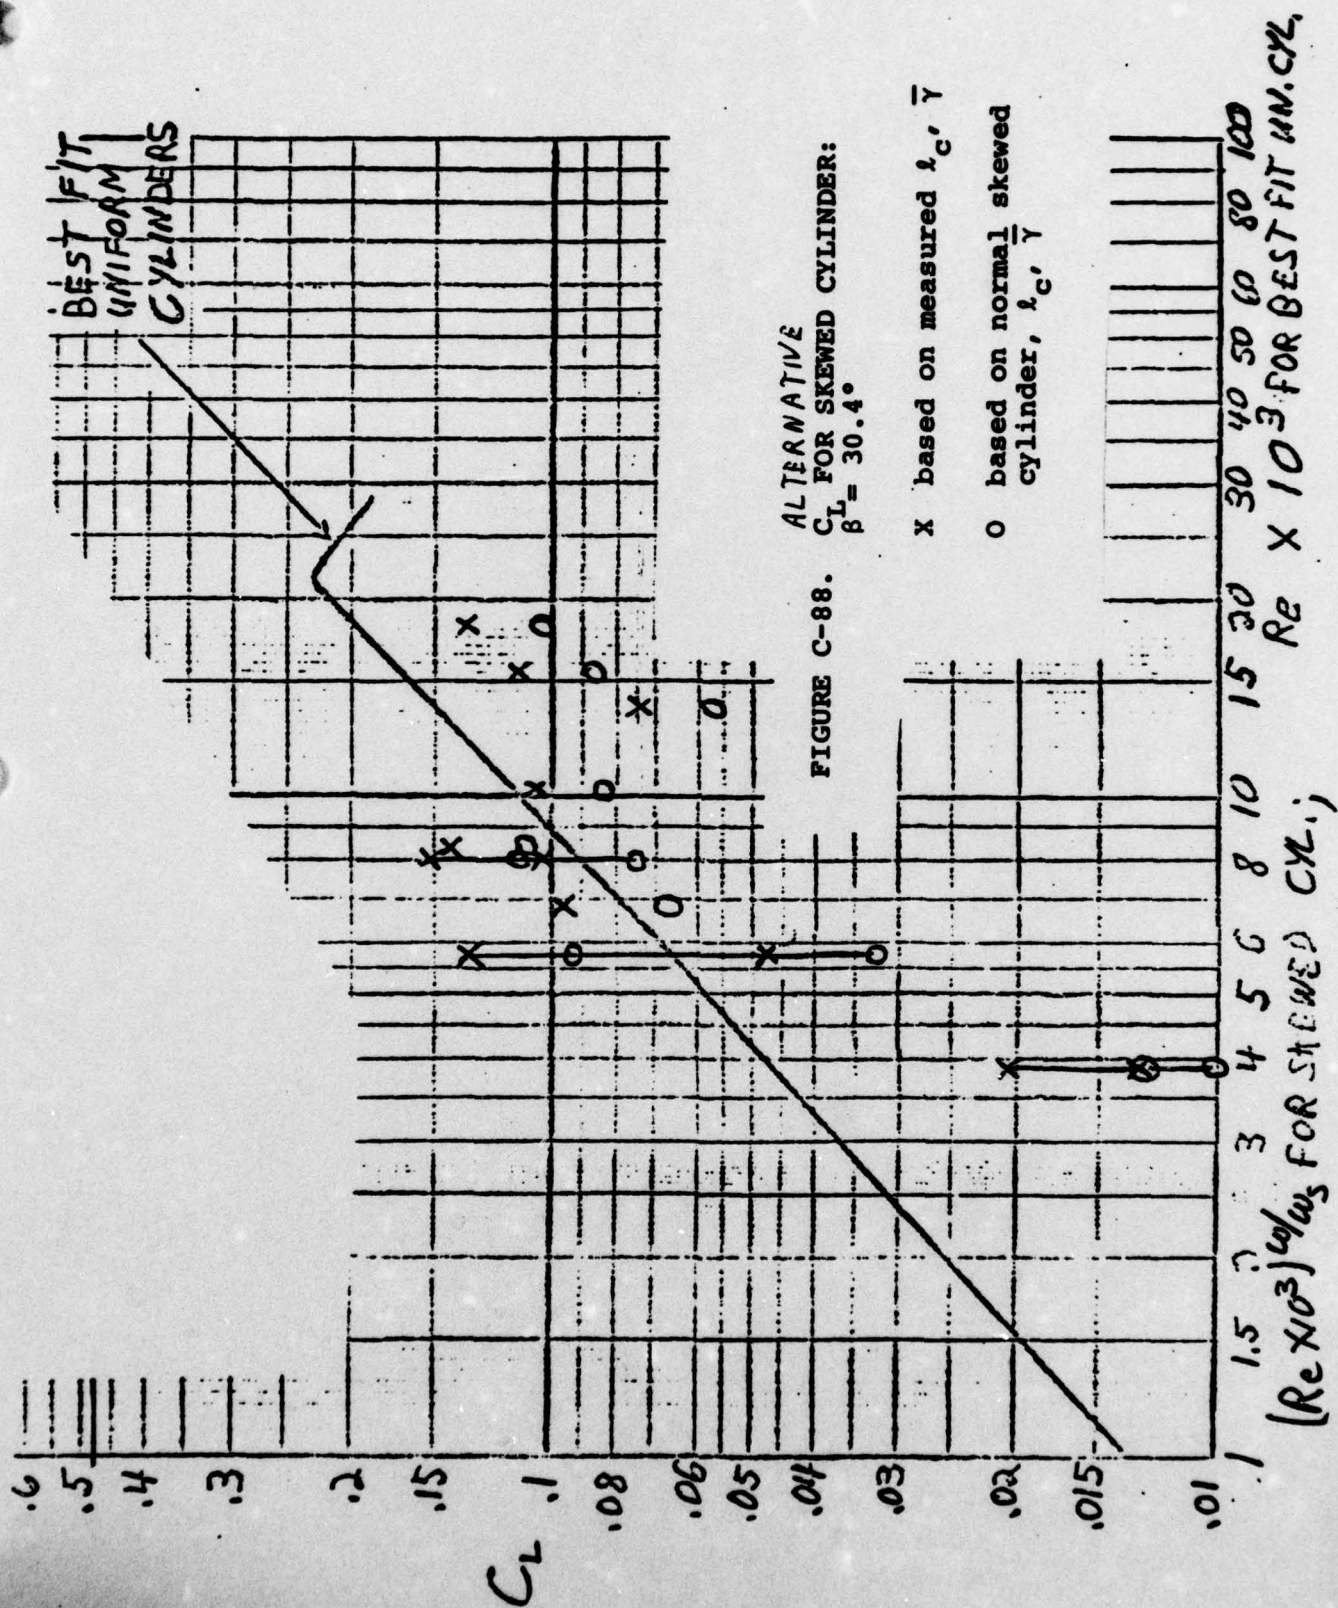 BEST FIT
UNIFORM
CYLINDERS
C_L
.6
.5
.4
.3
.2
.15
.1
.08
.06
.05
.04
.03
.02
.015
.01
FIGURE C-88. ALTERNATIVE
C_L FOR SKEWED CYLINDER:
β = 30.4°
X based on measured ℓ_c, γ̅
O based on normal skewed
cylinder, ℓ_c, γ̅
.1 1.5 2 3 4 5 6 8 10 15 20 30 40 50 60 80 100
(Re X10³) ω/ω_s FOR SKEWED CYL.; Re X 10³ FOR BEST FIT UN. CYL.